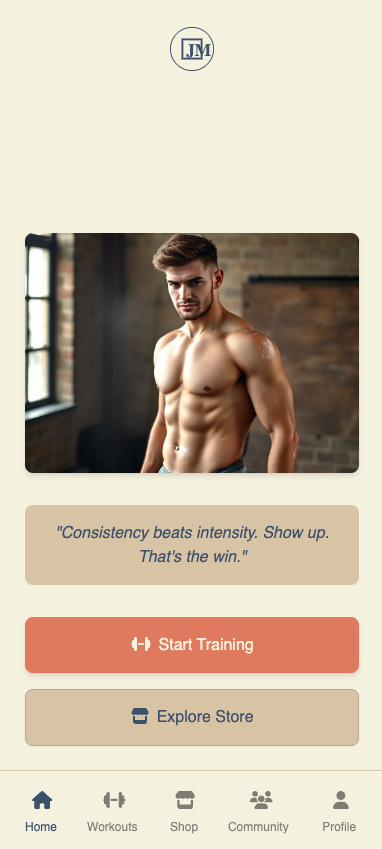 JM
"Consistency beats intensity. Show up.
That's the win."
Start Training
Explore Store
Home
Workouts
Shop
Community
Profile